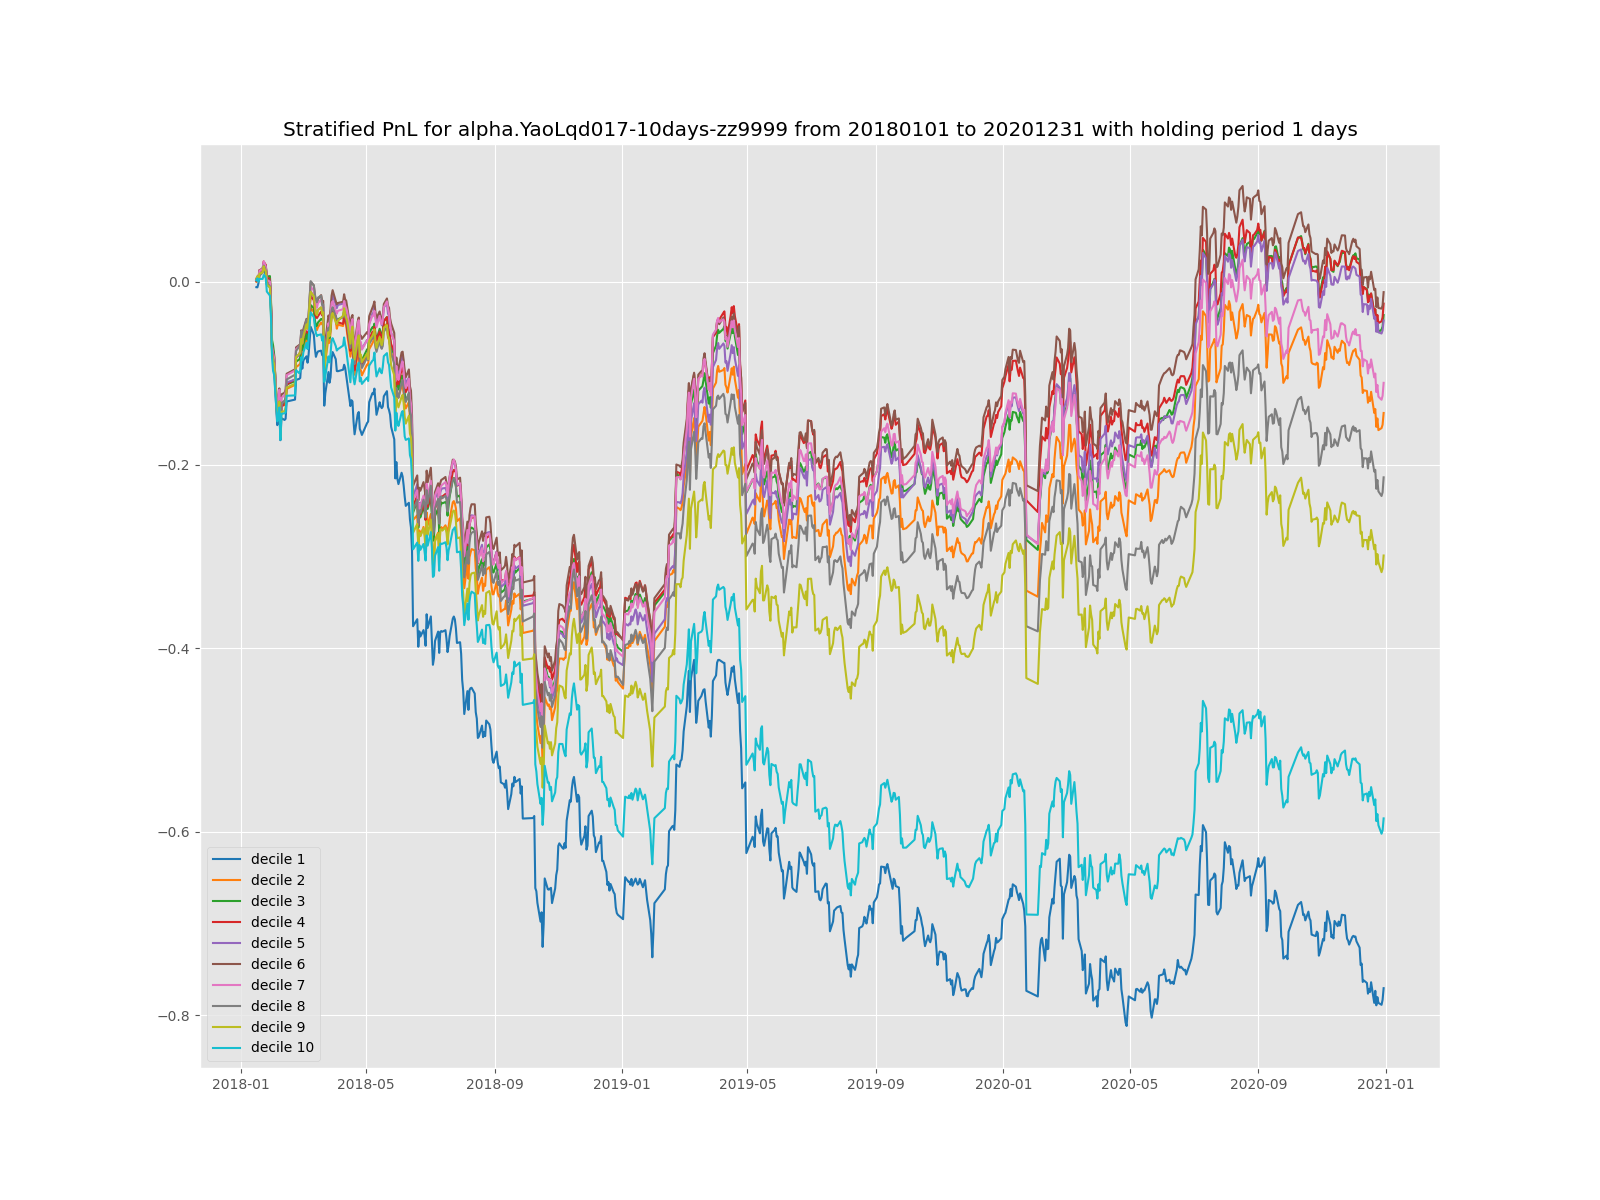 Stratified PnL for alpha.YaoLqd017-10days-zz9999 from 20180101 to 20201231 with holding period 1 days
0.0
−0.2
−0.4
−0.6
−0.8
decile 1
decile 2
decile 3
decile 4
decile 5
decile 6
decile 7
decile 8
decile 9
decile 10
2018-01 2018-05 2018-09 2019-01 2019-05 2019-09 2020-01 2020-05 2020-09 2021-01